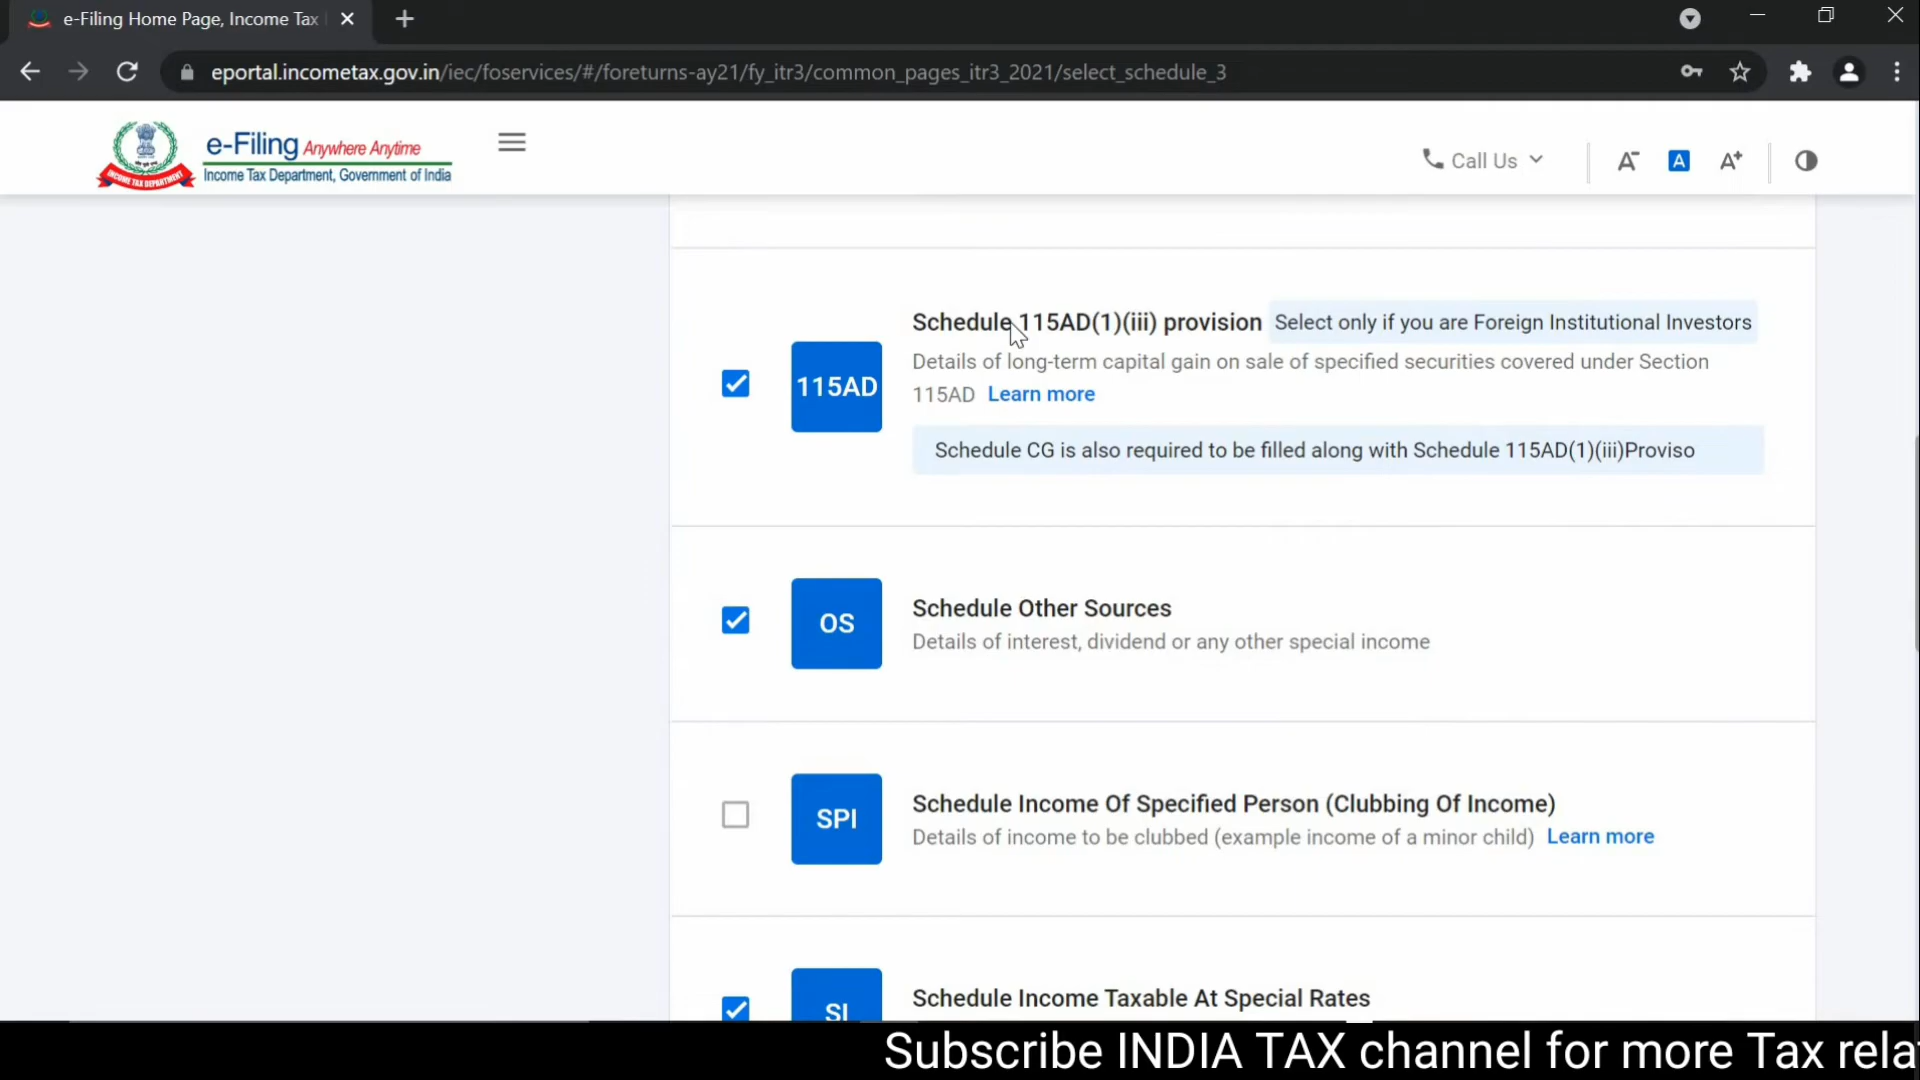 e-Filing Home Page, Income Tax
eportal.incometax.gov.in/iec/foservices/#/foreturns-ay21/fy_itr3/common_pages_itr3_2021/select_schedule_3
INCOME TAX DEPARTMENT
e-Filing Anywhere Anytime
Income Tax Department, Government of India
Call Us
A-
A
A+
Schedule 115AD(1)(iii) provision Select only if you are Foreign Institutional Investors
115AD
Details of long-term capital gain on sale of specified securities covered under Section
115AD Learn more
Schedule CG is also required to be filled along with Schedule 115AD(1)(iii)Proviso
OS
Schedule Other Sources
Details of interest, dividend or any other special income
SPI
Schedule Income Of Specified Person (Clubbing Of Income)
Details of income to be clubbed (example income of a minor child) Learn more
SI
Schedule Income Taxable At Special Rates
Subscribe INDIA TAX channel for more Tax rela